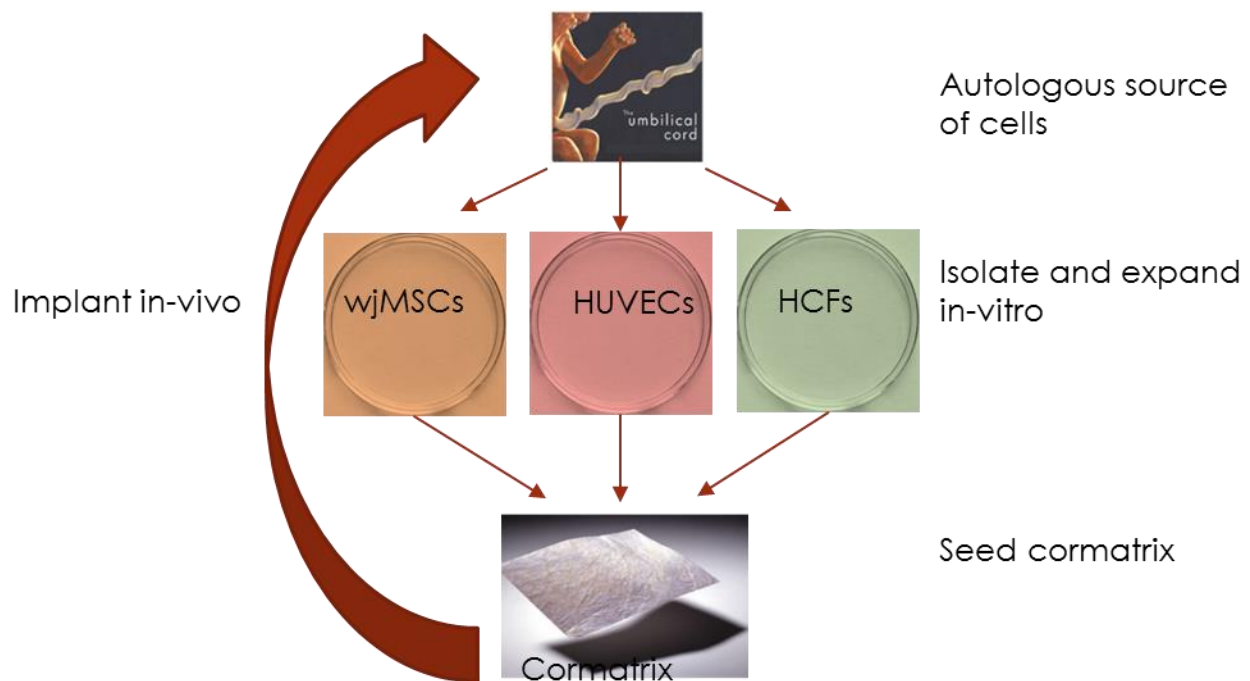 The
umbilical
cord
Autologous source
of cells
Implant in-vivo
wjMSCs
HUVECs
HCFs
Isolate and expand
in-vitro
Seed cormatrix
Cormatrix